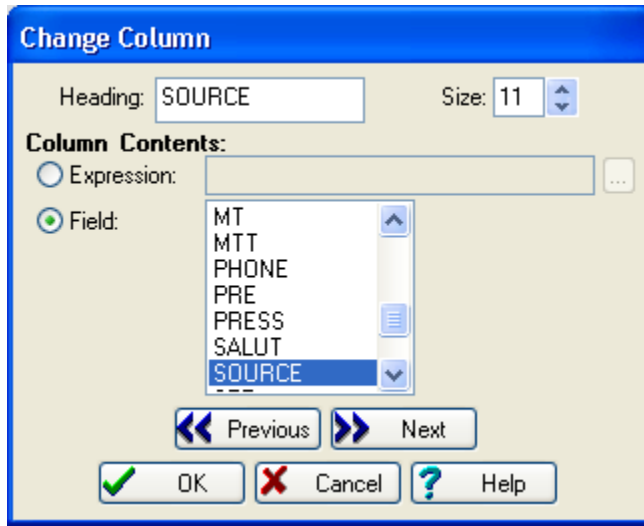 Change Column
Heading: SOURCE Size: 11
Column Contents:
Expression: ...
Field:
MT
MTT
PHONE
PRE
PRESS
SALUT
SOURCE
Previous Next
OK Cancel Help